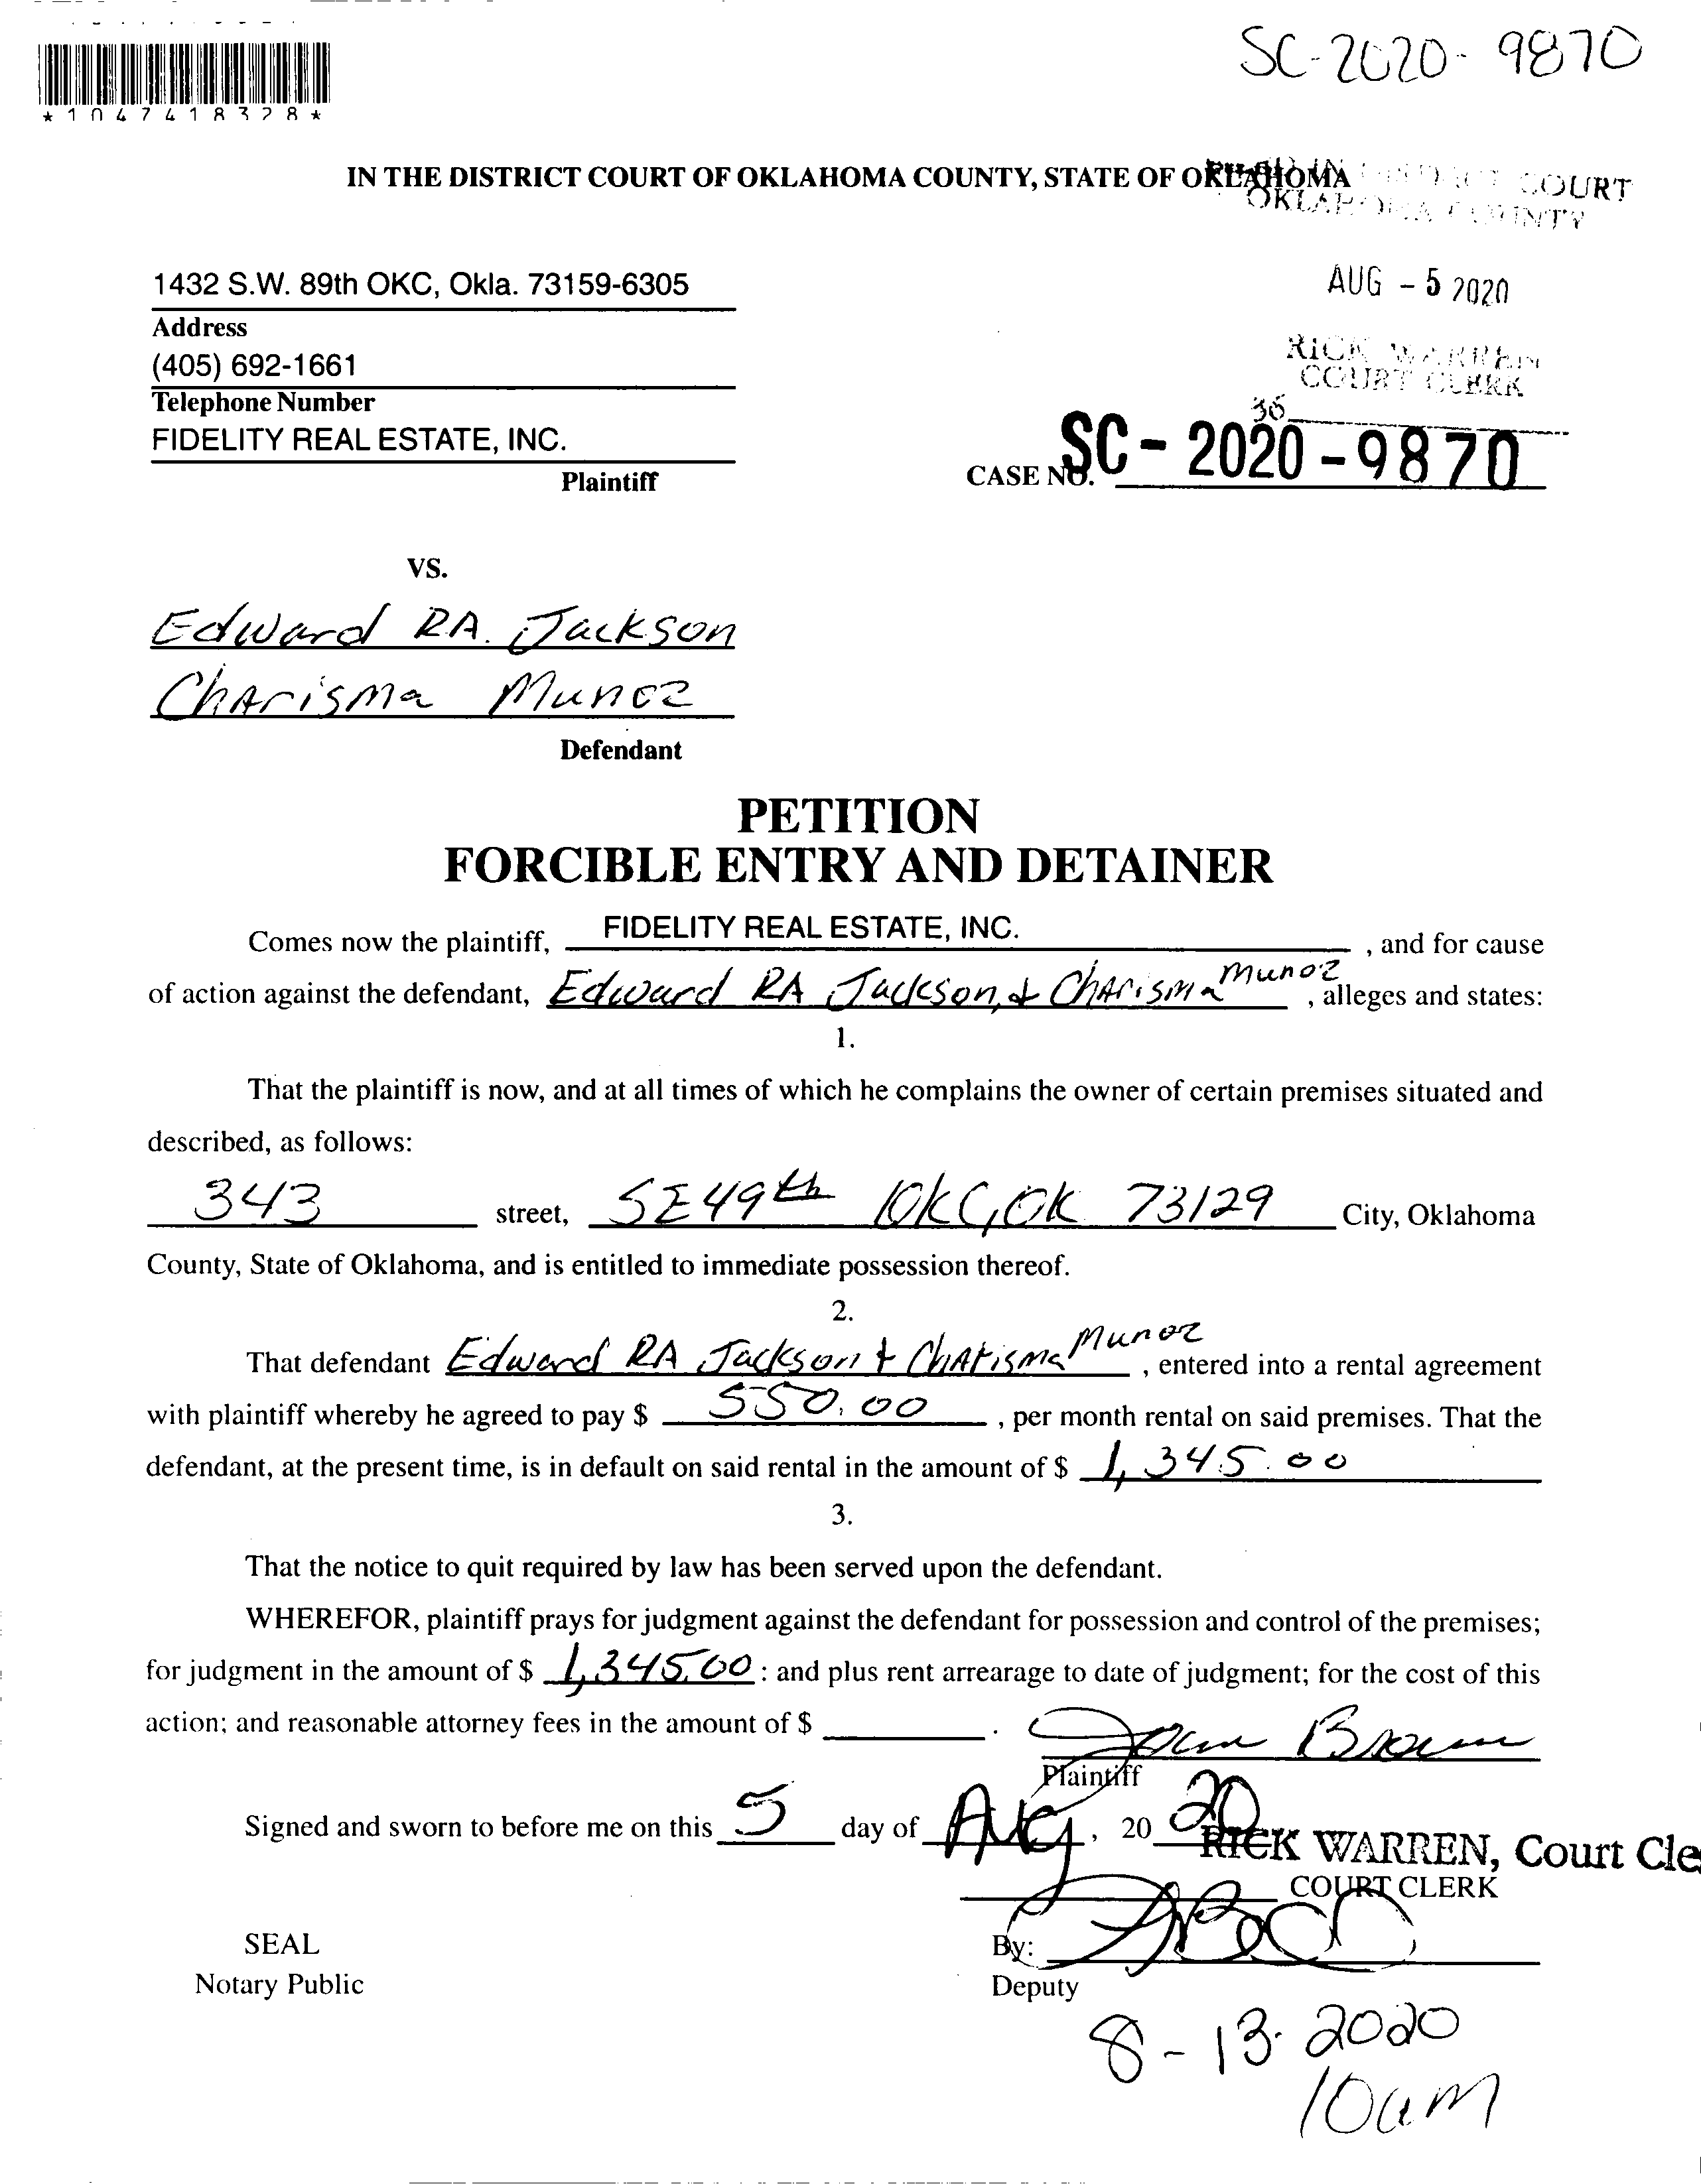 SC-2020-9870
*1047418328*
IN THE DISTRICT COURT OF OKLAHOMA COUNTY, STATE OF OKLAHOMA
FILED IN DISTRICT COURT
OKLAHOMA COUNTY
1432 S.W. 89th OKC, Okla. 73159-6305
AUG - 5 2020
Address
(405) 692-1661
RICK WARREN
COURT CLERK
Telephone Number
36
FIDELITY REAL ESTATE, INC.
Plaintiff
CASE NO. SC - 2020 - 9870
VS.
Edward RA. Jackson
Charisma Munoz
Defendant
PETITION
FORCIBLE ENTRY AND DETAINER
Comes now the plaintiff, FIDELITY REAL ESTATE, INC. , and for cause
of action against the defendant, Edward RA Jackson, & Charisma Munoz , alleges and states:
1.
That the plaintiff is now, and at all times of which he complains the owner of certain premises situated and
described, as follows:
343 street, SE 49th OKC, OK 73129 City, Oklahoma
County, State of Oklahoma, and is entitled to immediate possession thereof.
2.
That defendant Edward RA Jackson & Charisma Munoz , entered into a rental agreement
with plaintiff whereby he agreed to pay $ 550.00 , per month rental on said premises. That the
defendant, at the present time, is in default on said rental in the amount of $ 1,345.00
3.
That the notice to quit required by law has been served upon the defendant.
WHEREFOR, plaintiff prays for judgment against the defendant for possession and control of the premises;
for judgment in the amount of $ 1,345.00 : and plus rent arrearage to date of judgment; for the cost of this
action; and reasonable attorney fees in the amount of $ .
Joan Brown
Plaintiff
Signed and sworn to before me on this 5 day of Aug , 20 20
RICK WARREN, Court Cle
COURT CLERK
SEAL
By:
Notary Public
Deputy
8-13-2020
10am